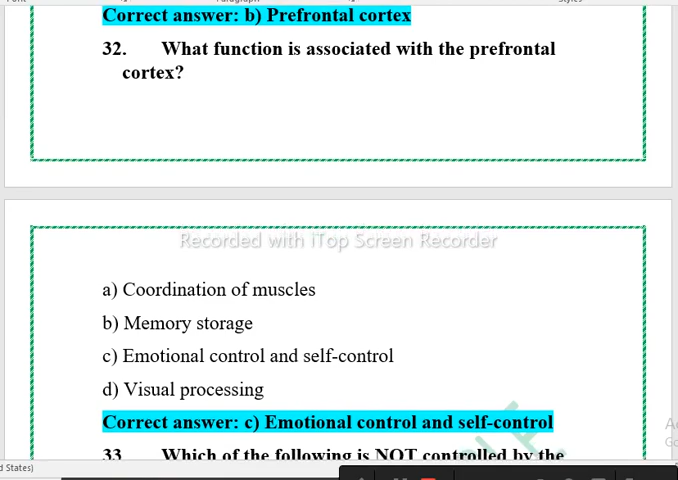 Correct answer: b) Prefrontal cortex
32. What function is associated with the prefrontal
cortex?
Recorded with iTop Screen Recorder
a) Coordination of muscles
b) Memory storage
c) Emotional control and self-control
d) Visual processing
Correct answer: c) Emotional control and self-control
33 Which of the following is NOT controlled by the
d States)